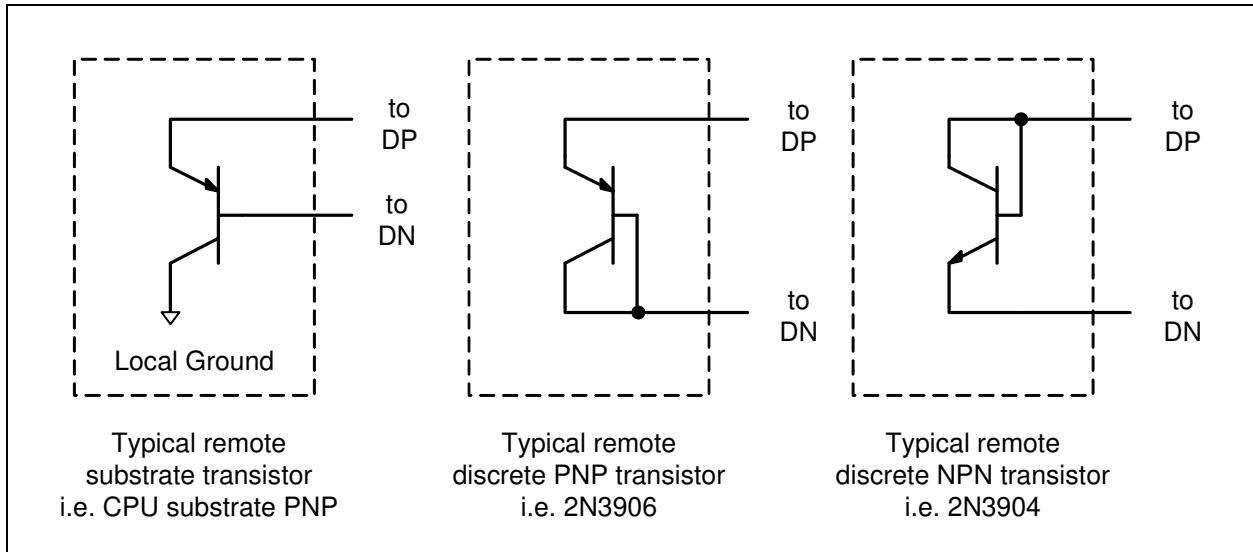 to
DP
to
DN
Local Ground
Typical remote
substrate transistor
i.e. CPU substrate PNP
to
DP
to
DN
Typical remote
discrete PNP transistor
i.e. 2N3906
to
DP
to
DN
Typical remote
discrete NPN transistor
i.e. 2N3904